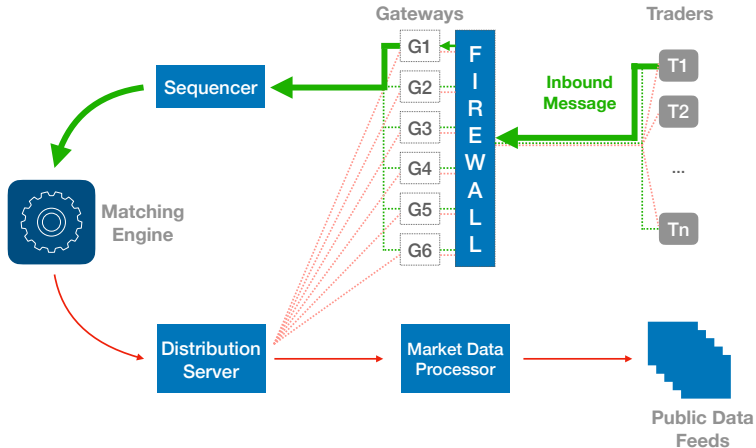 Gateways
Traders
G1
G2
G3
G4
G5
G6
F
I
R
E
W
A
L
L
Inbound
Message
T1
T2
...
Tn
Sequencer
Matching
Engine
Distribution
Server
Market Data
Processor
Public Data
Feeds